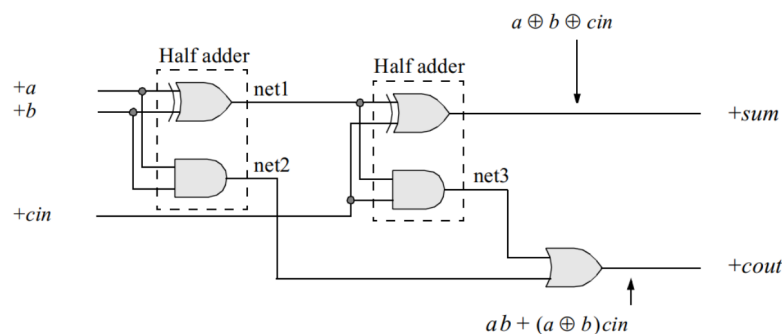 a ⊕ b ⊕ cin
Half adder
Half adder
+a
net1
+b
+sum
net2
net3
+cin
+cout
ab + (a ⊕ b)cin